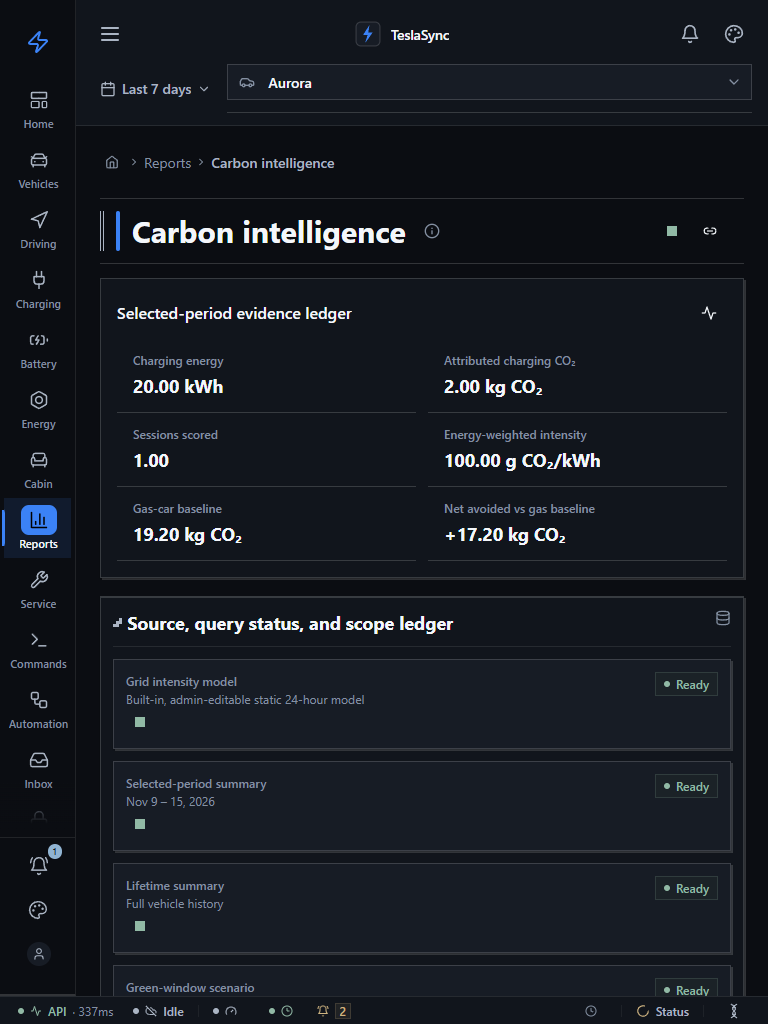 TeslaSync
Last 7 days
Aurora
Home
Vehicles
Driving
Charging
Battery
Energy
Cabin
Reports
Service
Commands
Automation
Inbox
1
Reports
Carbon intelligence
Carbon intelligence
Selected-period evidence ledger
Charging energy
20.00 kWh
Attributed charging CO₂
2.00 kg CO₂
Sessions scored
1.00
Energy-weighted intensity
100.00 g CO₂/kWh
Gas-car baseline
19.20 kg CO₂
Net avoided vs gas baseline
+17.20 kg CO₂
Source, query status, and scope ledger
Grid intensity model
Built-in, admin-editable static 24-hour model
Ready
Selected-period summary
Nov 9 – 15, 2026
Ready
Lifetime summary
Full vehicle history
Ready
Green-window scenario
Ready
API · 337ms
Idle
2
Status